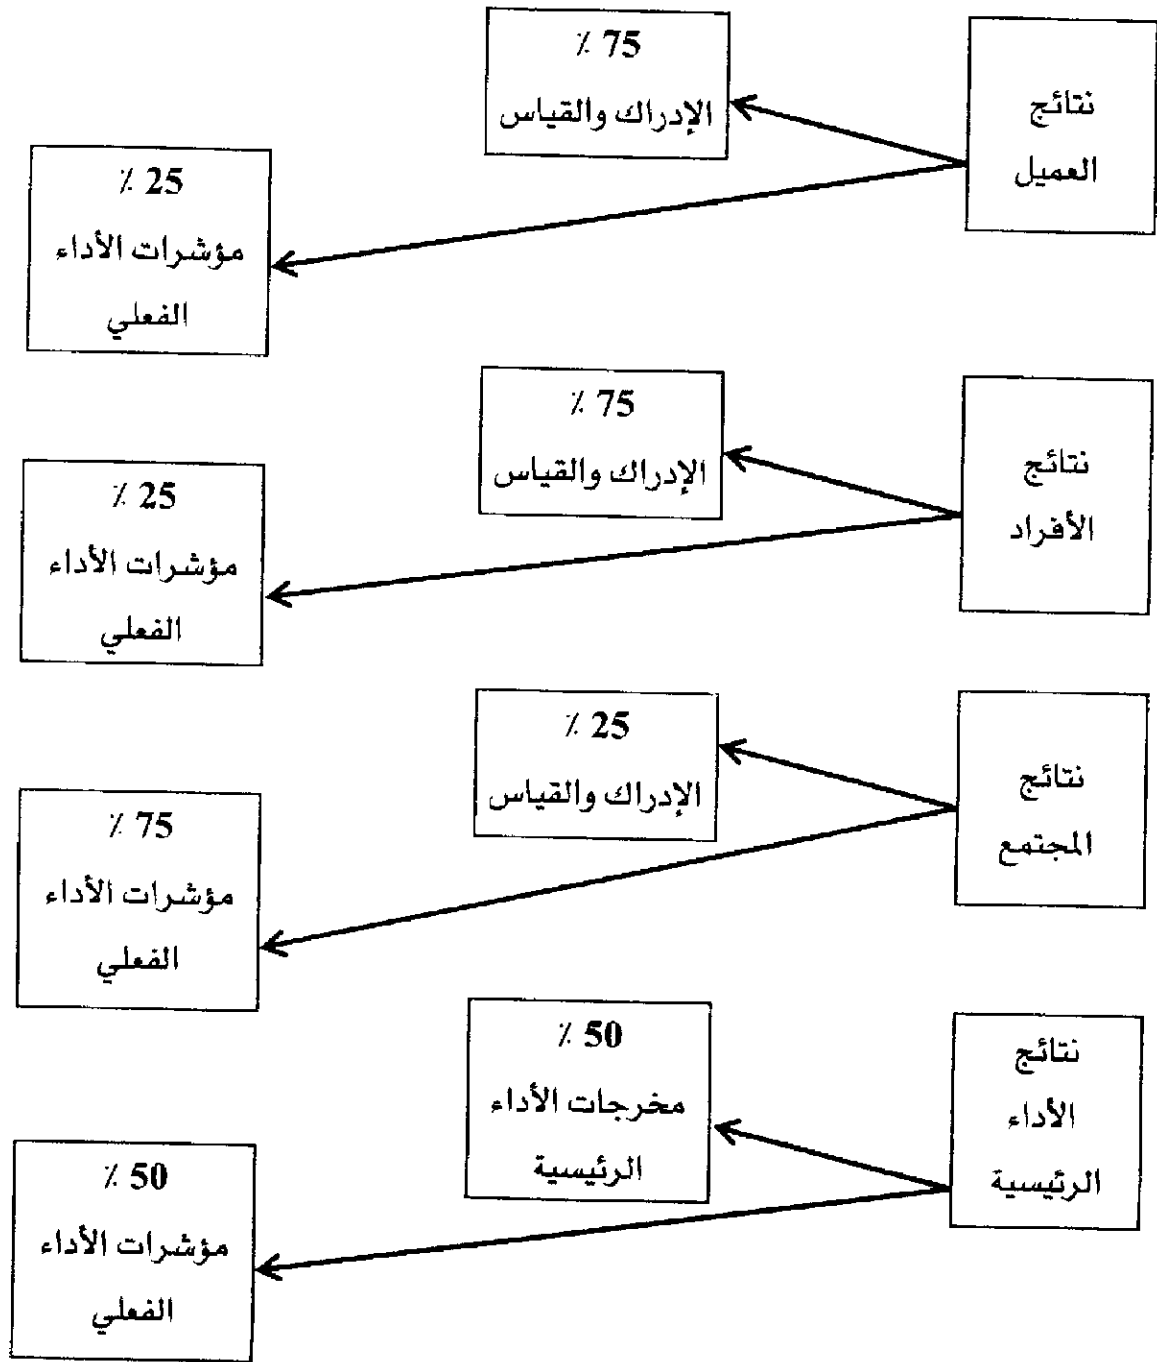 نتائج
العميل
٪ 75
الإدراك والقياس
٪ 25
مؤشرات الأداء
الفعلي
نتائج
الأفراد
٪ 75
الإدراك والقياس
٪ 25
مؤشرات الأداء
الفعلي
نتائج
المجتمع
٪ 25
الإدراك والقياس
٪ 75
مؤشرات الأداء
الفعلي
نتائج
الأداء
الرئيسية
٪ 50
مخرجات الأداء
الرئيسية
٪ 50
مؤشرات الأداء
الفعلي